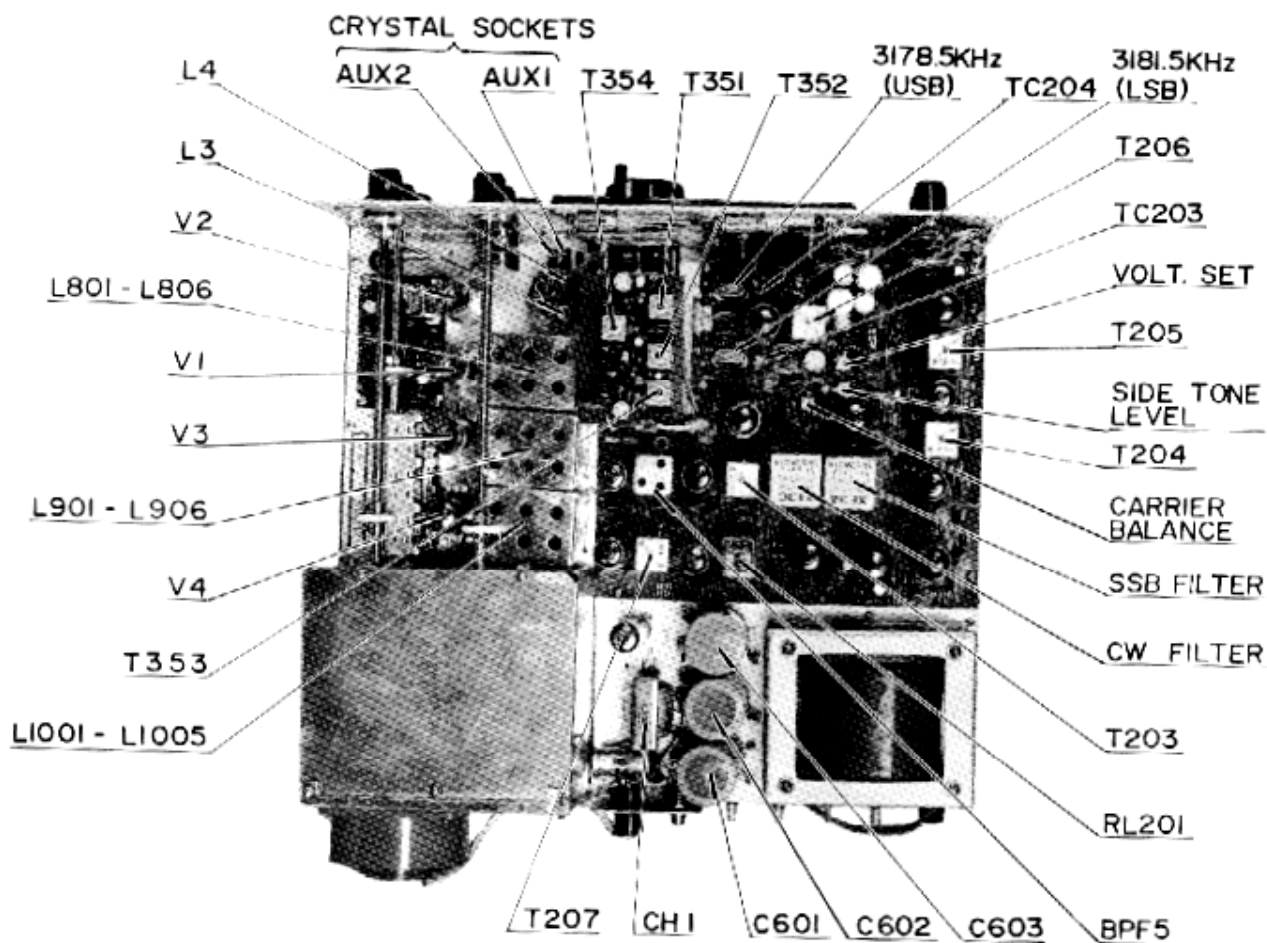 CRYSTAL SOCKETS
AUX2
AUX1
L4
T354
T351
T352
3178.5KHz
(USB)
TC204
3181.5KHz
(LSB)
L3
T206
V2
TC203
L801 - L806
VOLT. SET
V1
T205
SIDE TONE
LEVEL
V3
T204
L901 - L906
CARRIER
BALANCE
V4
SSB FILTER
T353
CW FILTER
L1001 - L1005
T203
RL201
T207
CH1
C601
C602
C603
BPF5